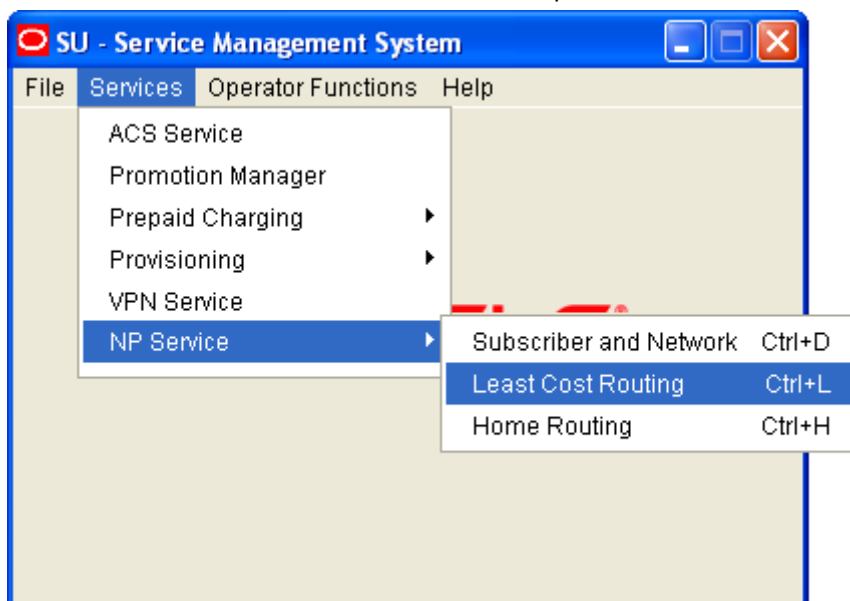 SU - Service Management System
File Services Operator Functions Help
ACS Service
Promotion Manager
Prepaid Charging
Provisioning
VPN Service
NP Service
Subscriber and Network Ctrl+D
Least Cost Routing Ctrl+L
Home Routing Ctrl+H